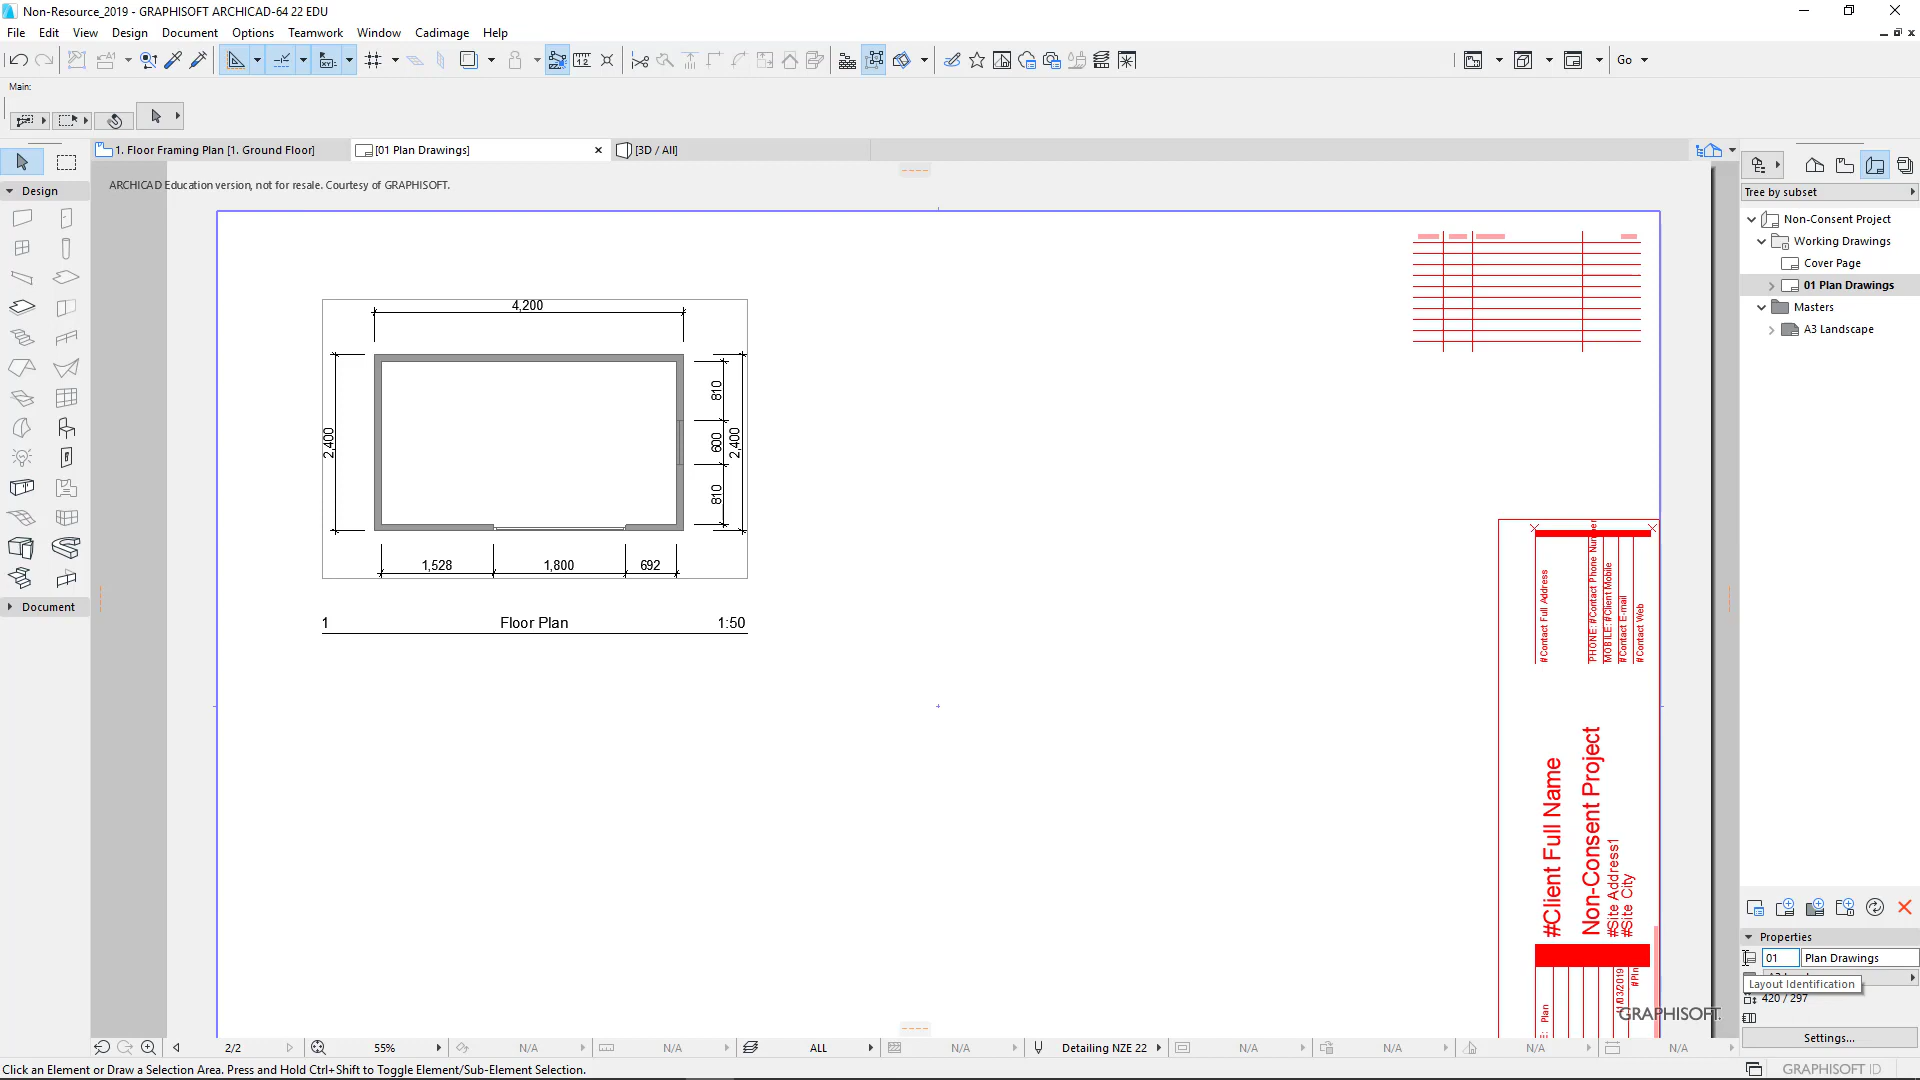 Non-Resource_2019 - GRAPHISOFT ARCHICAD-64 22 EDU
File Edit View Design Document Options Teamwork Window Cadimage Help
Go
Main:
1. Floor Framing Plan [1. Ground Floor]
[01 Plan Drawings]
[3D / All]
Design
Document
ARCHICAD Education version, not for resale. Courtesy of GRAPHISOFT.
4,200
2,400
810
600
2,400
810
1,528
1,800
692
1 Floor Plan 1:50
#Contact Full Address
PHONE: #Contact Phone Number
MOBILE: #Client Mobile
#Contact E-mail
#Contact Web
#Client Full Name
Non-Consent Project
#Site Address1
#Site City
Plan
/03/2019
GRAPHISOFT.
Tree by subset
Non-Consent Project
Working Drawings
Cover Page
01 Plan Drawings
Masters
A3 Landscape
Properties
01 Plan Drawings
Layout Identification
420 / 297
Settings...
2/2 55% N/A N/A ALL N/A Detailing NZE 22 N/A N/A N/A N/A
Click an Element or Draw a Selection Area. Press and Hold Ctrl+Shift to Toggle Element/Sub-Element Selection.
GRAPHISOFT ID